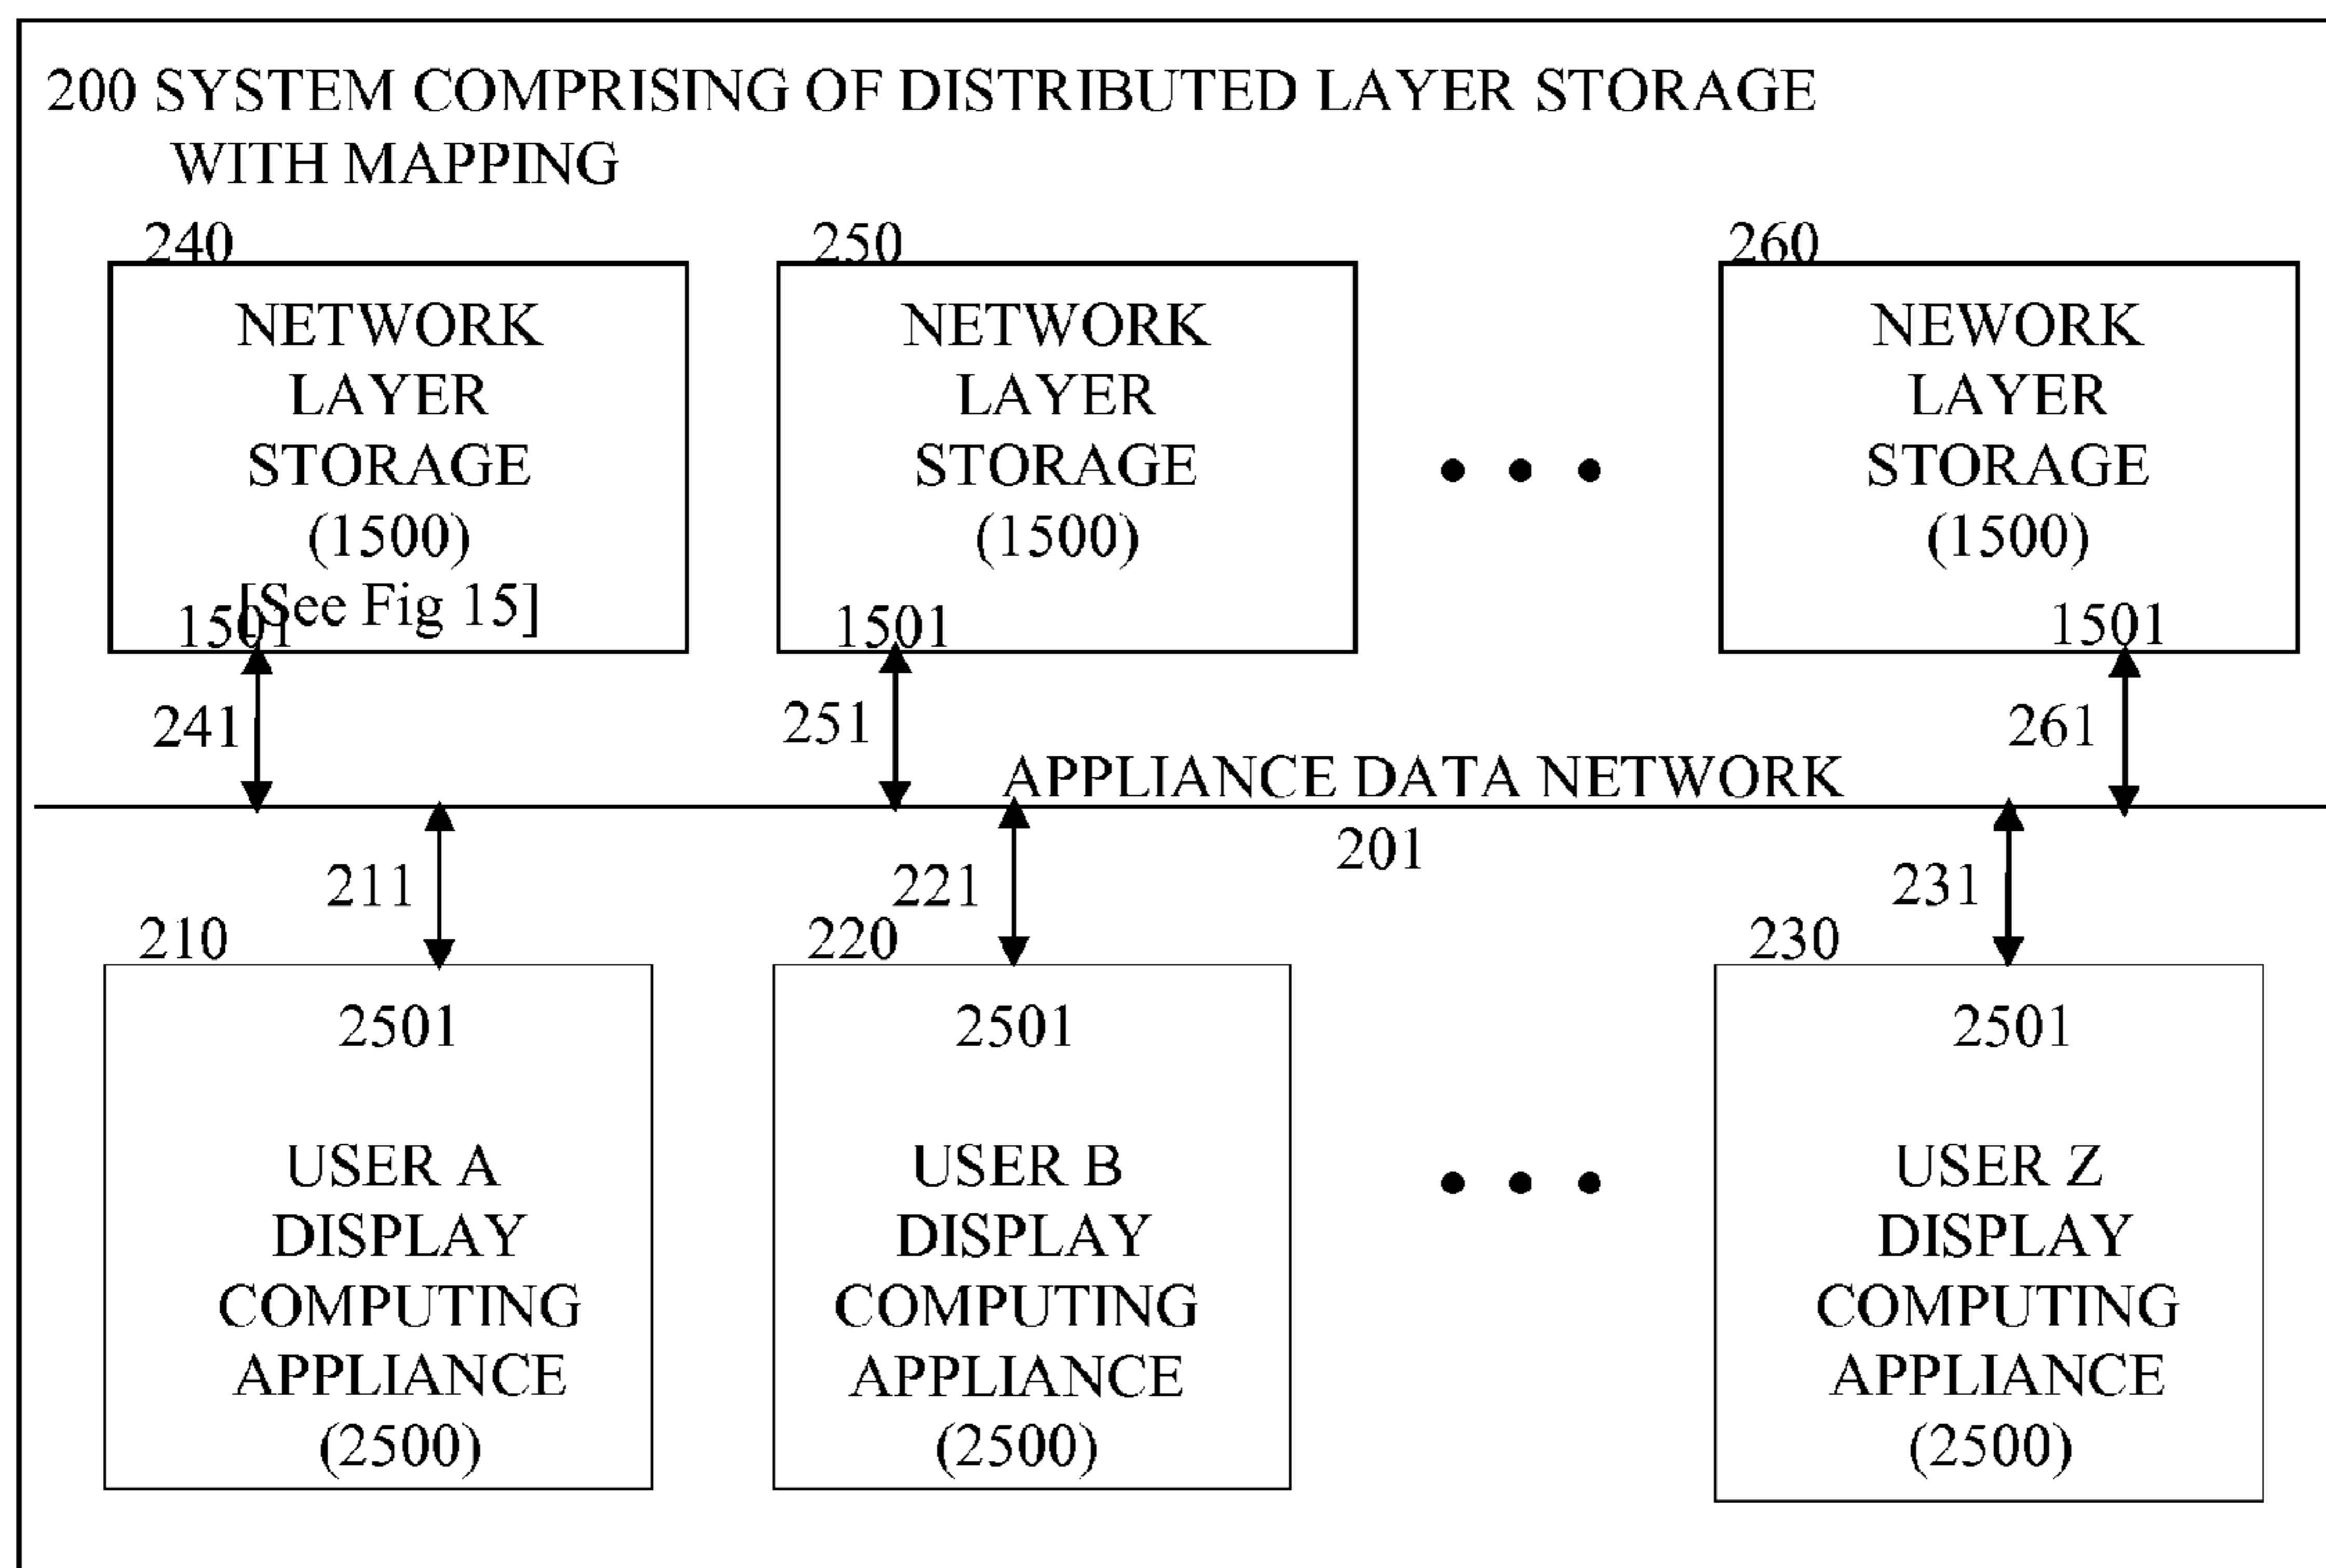 200 SYSTEM COMPRISING OF DISTRIBUTED LAYER STORAGE
WITH MAPPING
240
NETWORK
LAYER
STORAGE
(1500)
[See Fig 15]
1501
250
NETWORK
LAYER
STORAGE
(1500)
1501
260
NEWORK
LAYER
STORAGE
(1500)
1501
241
251
261
APPLIANCE DATA NETWORK
201
211
221
231
210
2501
USER A
DISPLAY
COMPUTING
APPLIANCE
(2500)
220
2501
USER B
DISPLAY
COMPUTING
APPLIANCE
(2500)
230
2501
USER Z
DISPLAY
COMPUTING
APPLIANCE
(2500)